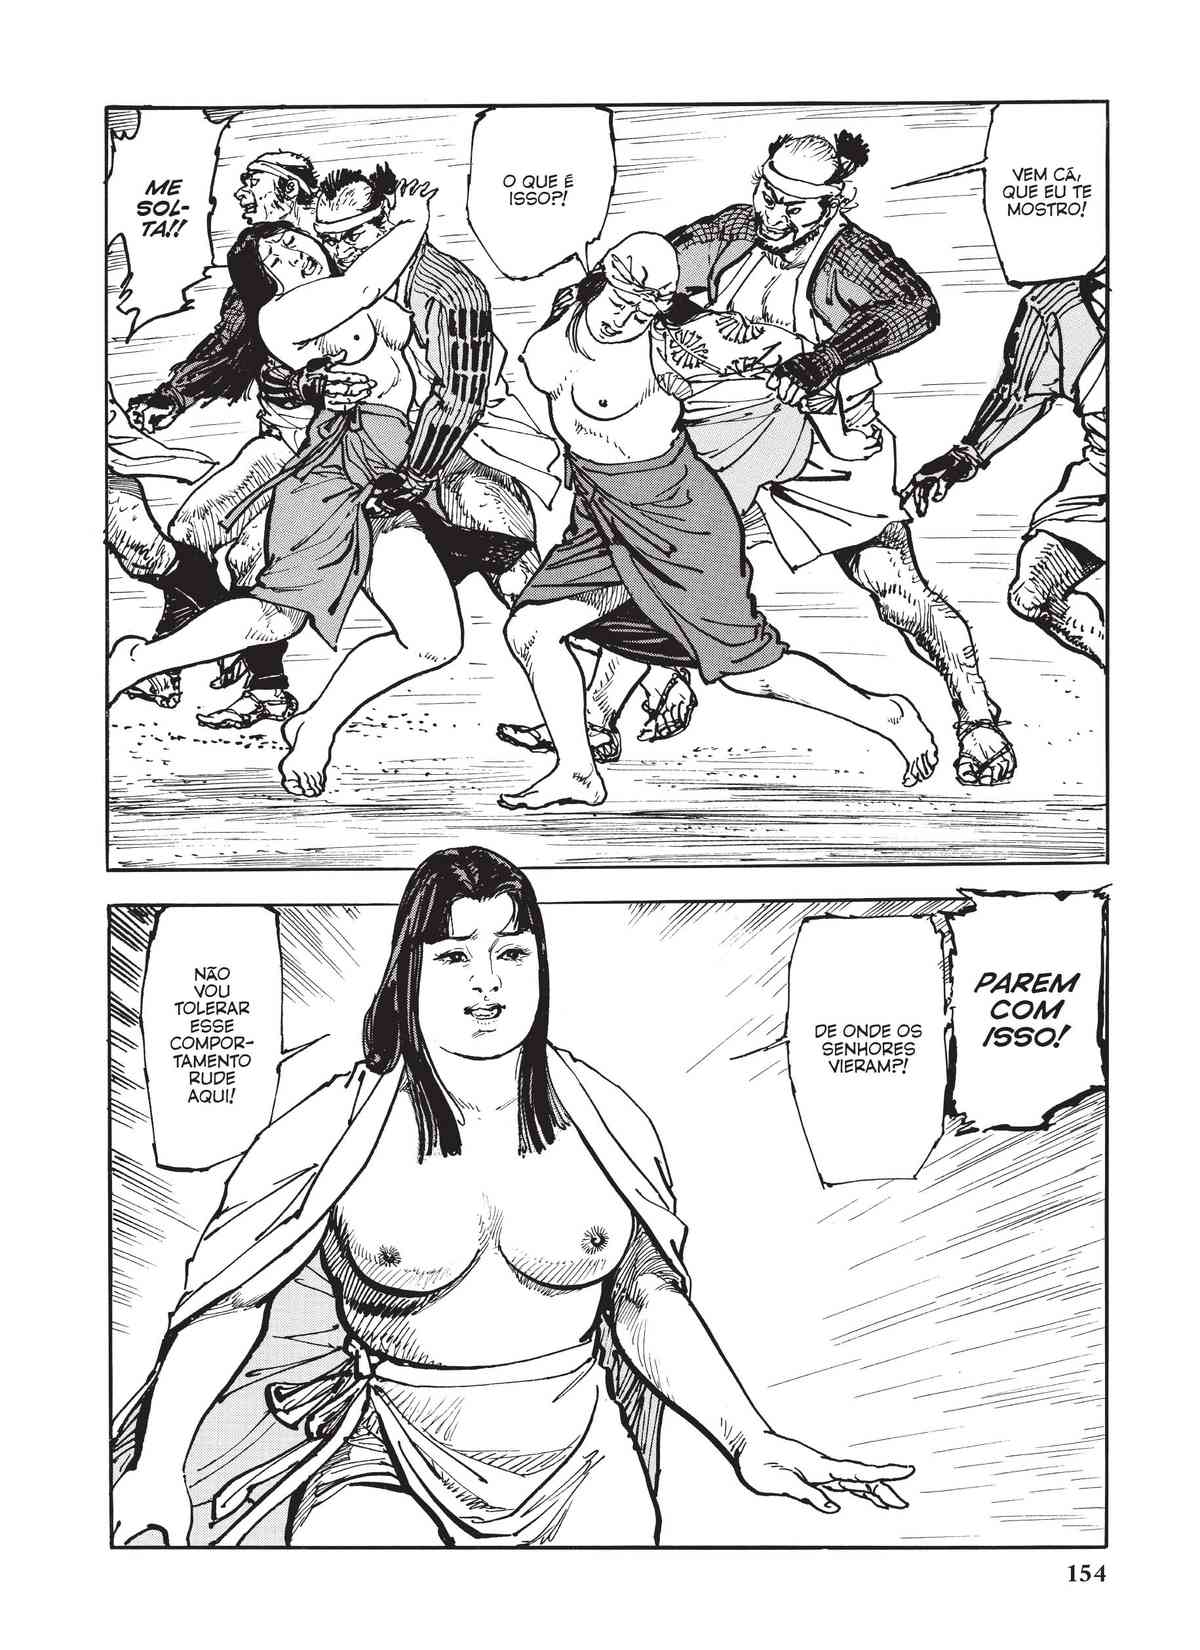 VEM CÁ,
QUE EU TE
MOSTRO!
O QUE É
ISSO?!
ME
SOL-
TA!!
PAREM
COM
ISSO!
DE ONDE OS
SENHORES
VIERAM?!
NÃO
VOU
TOLERAR
ESSE
COMPOR-
TAMENTO
RUDE
AQUI!
154